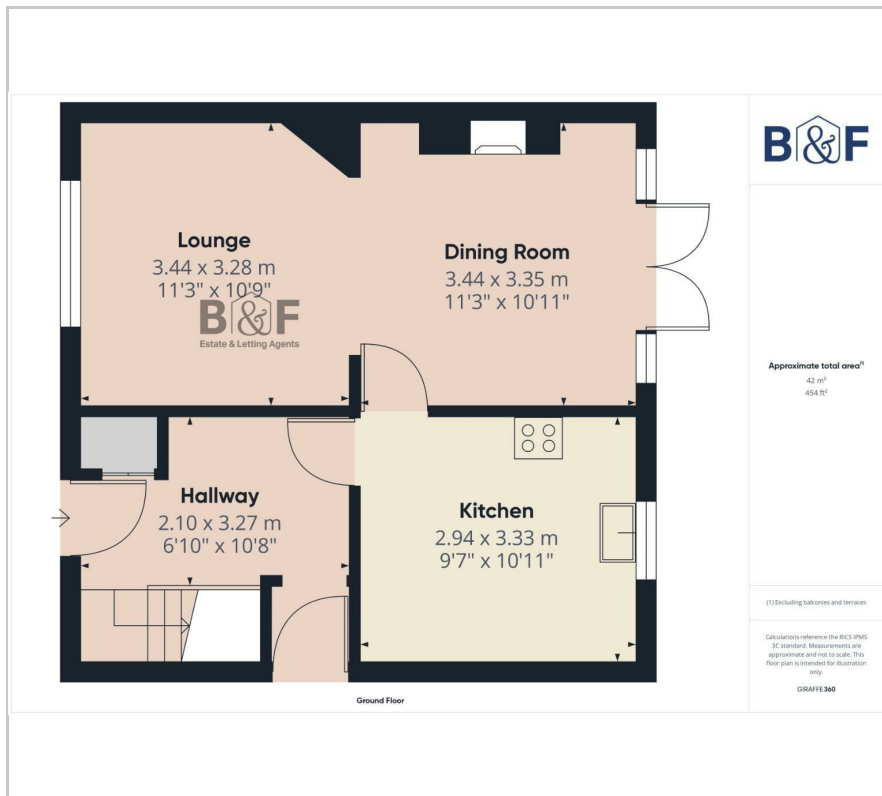 Lounge
3.44 x 3.28 m
11'3" x 10'9"
B&F
Estate & Letting Agents
Dining Room
3.44 x 3.35 m
11'3" x 10'11"
Hallway
2.10 x 3.27 m
6'10" x 10'8"
Kitchen
2.94 x 3.33 m
9'7" x 10'11"
Ground Floor
B&F
Approximate total area⁽¹⁾
42 m²
454 ft²
(1) Excluding balconies and terraces
Calculations reference the RICS IPMS
3C standard. Measurements are
approximate and not to scale. This
floor plan is intended for illustration
only.
GIRAFFE360